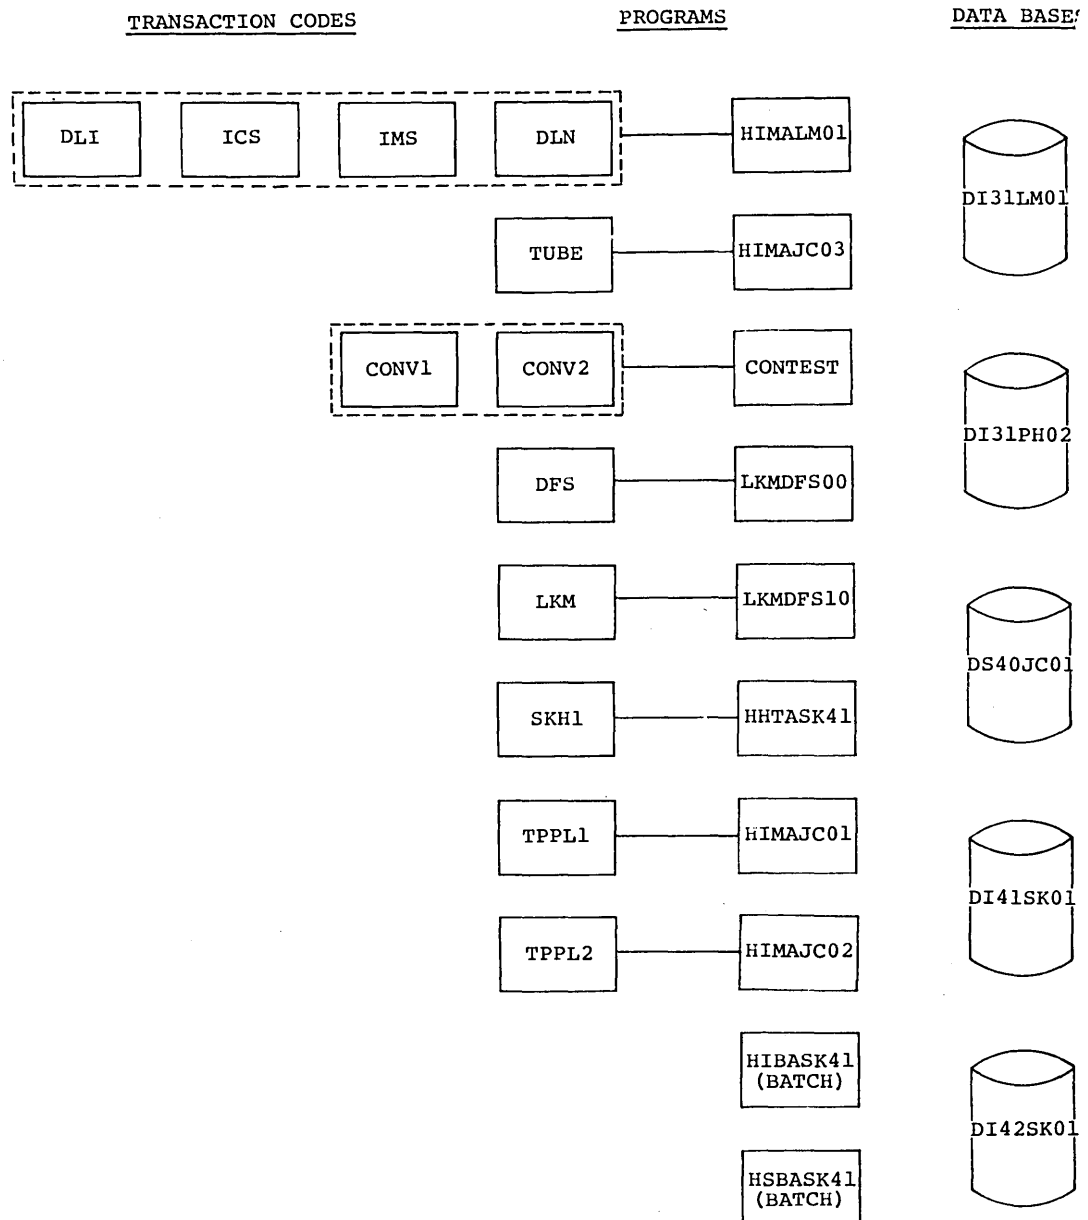 TRANSACTION CODES PROGRAMS DATA BASES
DLI ICS IMS DLN HIMALM01
DI31LM01
TUBE HIMAJC03
CONV1 CONV2 CONTEST
DI31PH02
DFS LKMDFS00
LKM LKMDFS10
DS40JC01
SKH1 HHTASK41
TPPL1 HIMAJC01
DI41SK01
TPPL2 HIMAJC02
HIBASK41
(BATCH)
DI42SK01
HSBASK41
(BATCH)